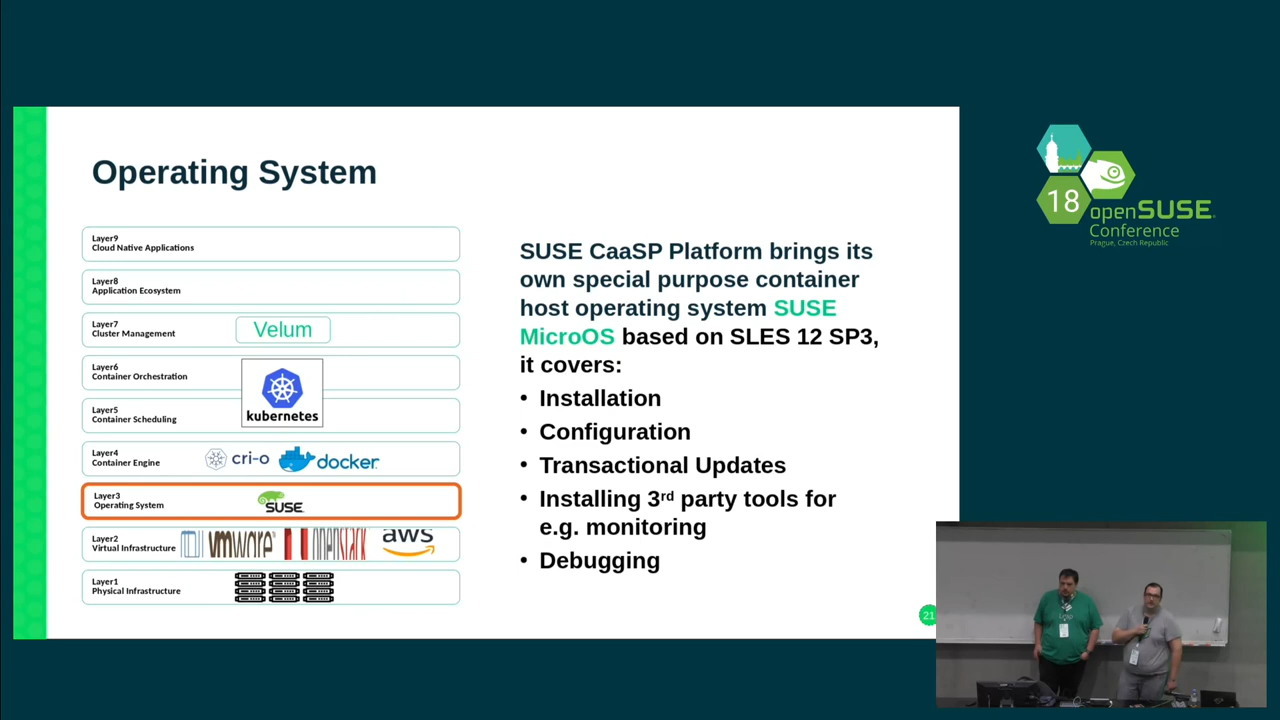 Operating System
Layer9
Cloud Native Applications
Layer8
Application Ecosystem
Layer7
Cluster Management
Velum
Layer6
Container Orchestration
kubernetes
Layer5
Container Scheduling
Layer4
Container Engine
cri-o
docker
Layer3
Operating System
SUSE
Layer2
Virtual Infrastructure
vmware
openstack
aws
Layer1
Physical Infrastructure
SUSE CaaSP Platform brings its
own special purpose container
host operating system SUSE
MicroOS based on SLES 12 SP3,
it covers:
• Installation
• Configuration
• Transactional Updates
• Installing 3rd party tools for
e.g. monitoring
• Debugging
21
18
openSUSE
Conference
Prague, Czech Republic